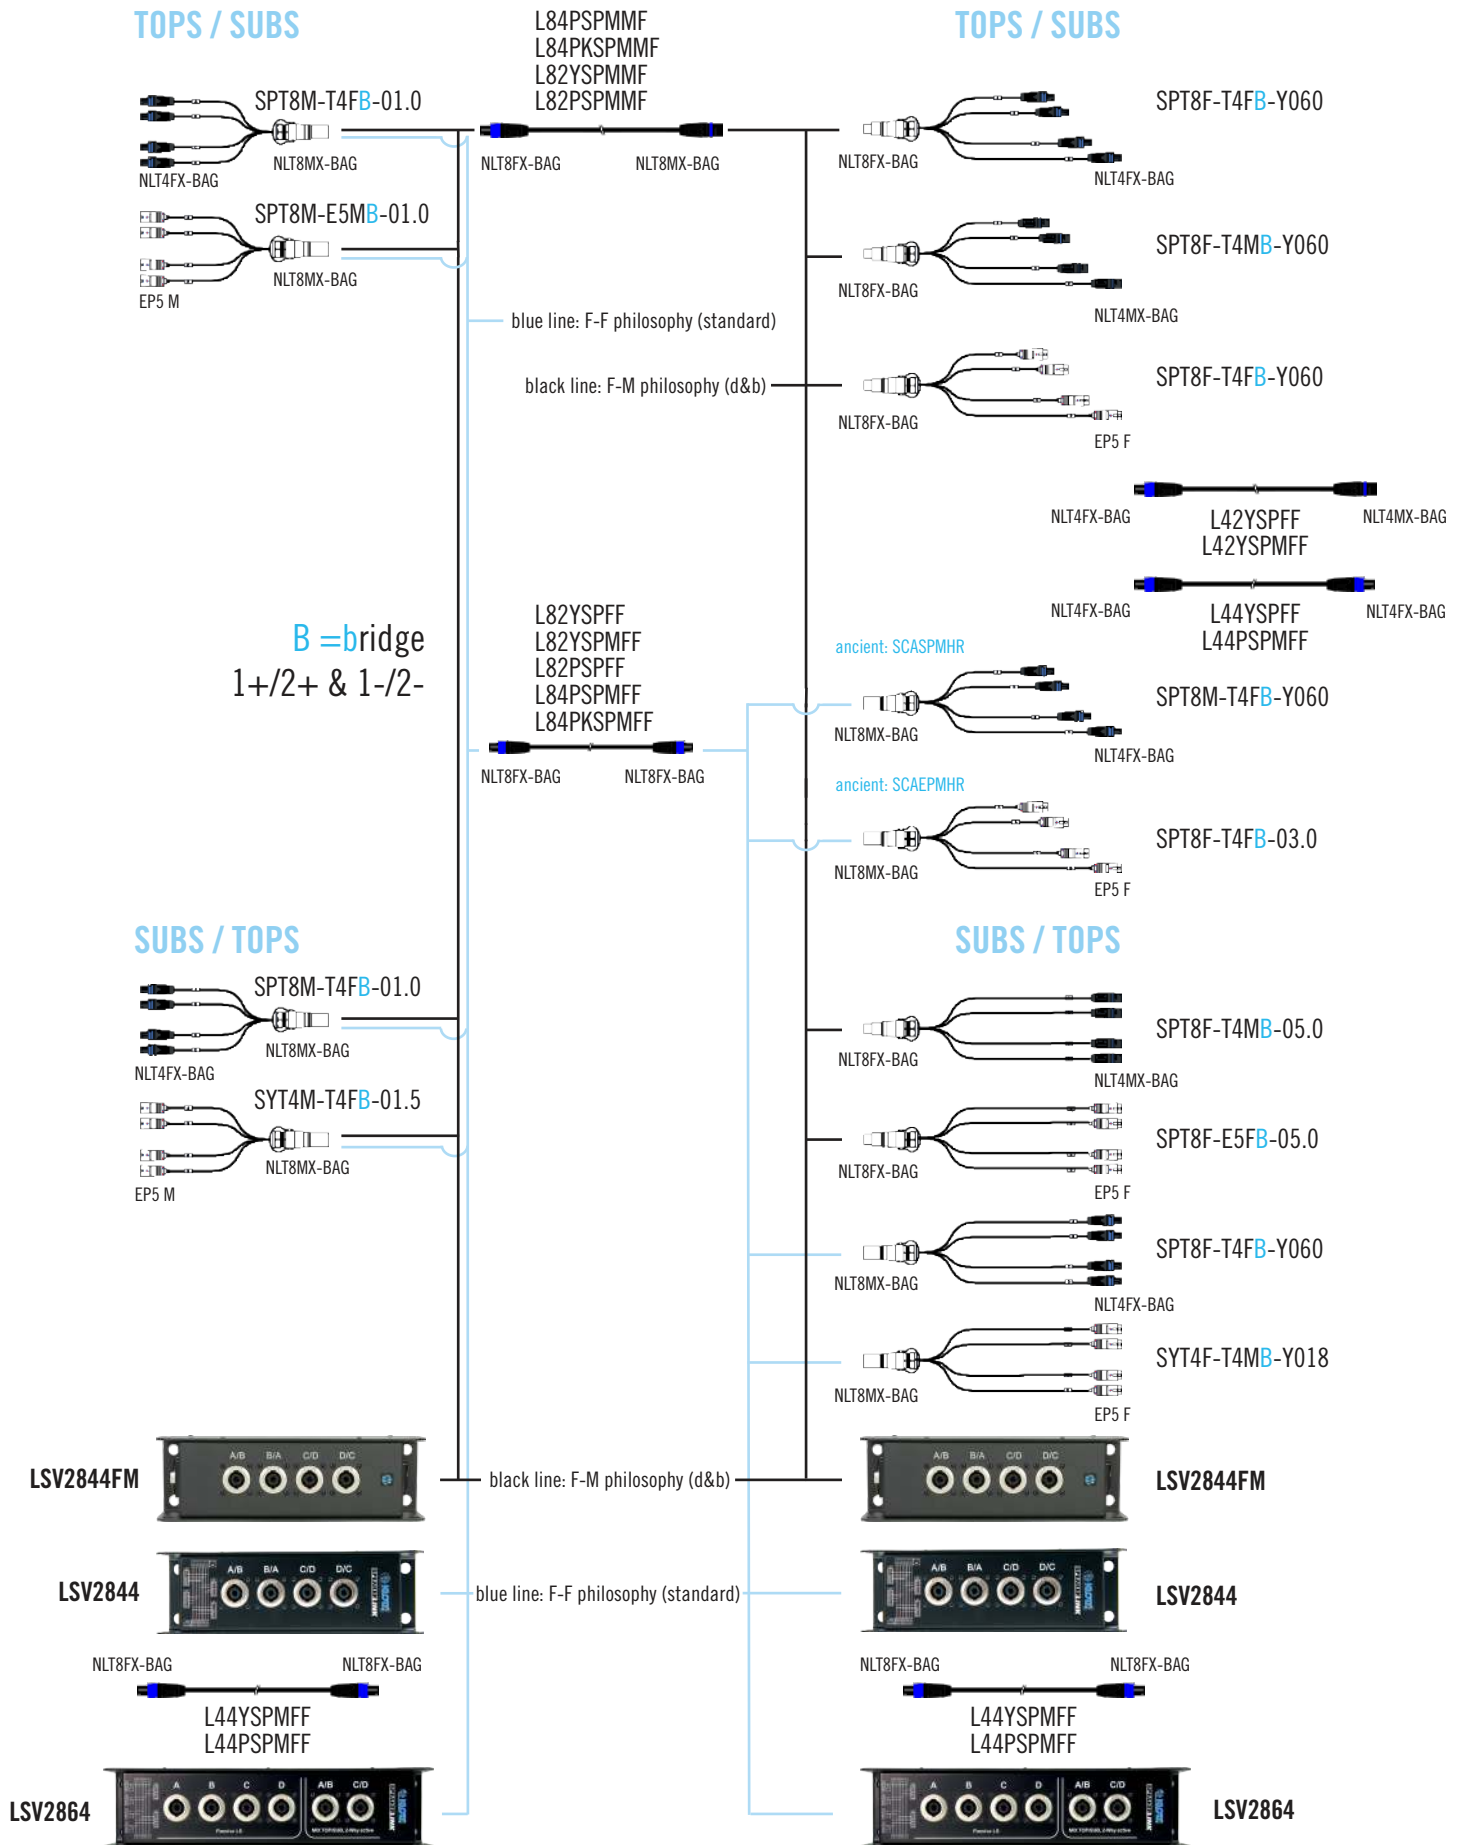 TOPS / SUBS
L84PSPMMF
L84PKSPMMF
L82YSPMMF
L82PSPMMF
TOPS / SUBS
SPT8M-T4FB-01.0
NLT4FX-BAG
NLT8MX-BAG
NLT8FX-BAG
NLT8MX-BAG
NLT8FX-BAG
NLT4FX-BAG
SPT8F-T4FB-Y060
SPT8M-E5MB-01.0
EP5 M
NLT8MX-BAG
NLT8FX-BAG
NLT4MX-BAG
SPT8F-T4MB-Y060
blue line: F-F philosophy (standard)
black line: F-M philosophy (d&b)
NLT8FX-BAG
EP5 F
SPT8F-T4FB-Y060
NLT4FX-BAG
NLT4MX-BAG
L42YSPFF
L42YSPMFF
NLT4FX-BAG
NLT4FX-BAG
L44YSPFF
L44PSPMFF
B =bridge
1+/2+ & 1-/2-
L82YSPFF
L82YSPMFF
L82PSPFF
L84PSPMFF
L84PKSPMFF
NLT8FX-BAG
NLT8FX-BAG
ancient: SCASPMHR
NLT8MX-BAG
NLT4FX-BAG
SPT8M-T4FB-Y060
ancient: SCAEPMHR
NLT8MX-BAG
EP5 F
SPT8F-T4FB-03.0
SUBS / TOPS
SUBS / TOPS
SPT8M-T4FB-01.0
NLT4FX-BAG
NLT8MX-BAG
NLT8FX-BAG
NLT4MX-BAG
SPT8F-T4MB-05.0
SYT4M-T4FB-01.5
EP5 M
NLT8MX-BAG
NLT8FX-BAG
EP5 F
SPT8F-E5FB-05.0
NLT8MX-BAG
NLT4FX-BAG
SPT8F-T4FB-Y060
NLT8MX-BAG
EP5 F
SYT4F-T4MB-Y018
LSV2844FM
A/B B/A C/D D/C
black line: F-M philosophy (d&b)
A/B B/A C/D D/C
LSV2844FM
LSV2844
A/B B/A C/D D/C
blue line: F-F philosophy (standard)
A/B B/A C/D D/C
LSV2844
NLT8FX-BAG
NLT8FX-BAG
L44YSPMFF
L44PSPMFF
NLT8FX-BAG
NLT8FX-BAG
L44YSPMFF
L44PSPMFF
LSV2864
A B C D A/B C/D
A B C D A/B C/D
LSV2864